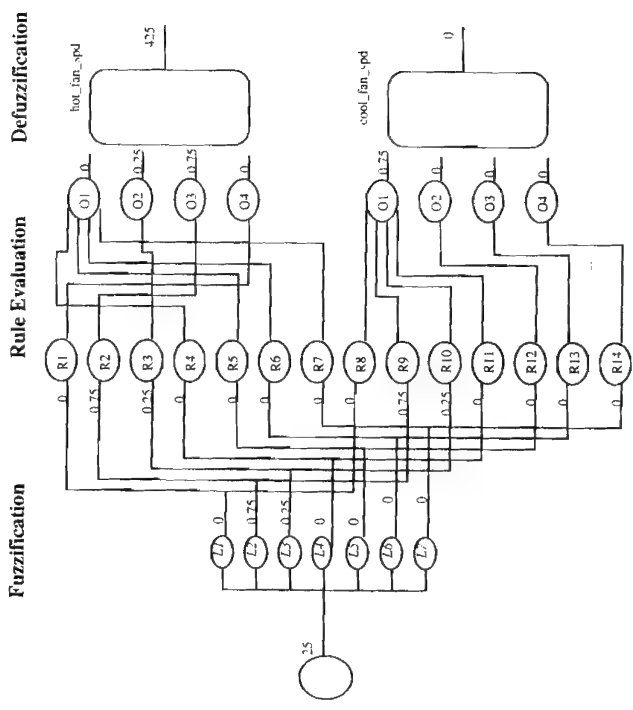 Fuzzification
Rule Evaluation
Defuzzification
25
L1 0
L2 0.75
L3 0.25
L4 0
L5 0
L6 0
L7 0
0 R1
0.75 R2
0.25 R3
0 R4
0 R5
0 R6
0 R7
0 R8
0.75 R9
0.25 R10
0 R11
0 R12
0 R13
0 R14
O1 0
O2 0.75
O3 0.75
O4 0
hot_fan_spd
425
O1 0.75
O2 0
O3 0
O4 0
cool_fan_spd
0